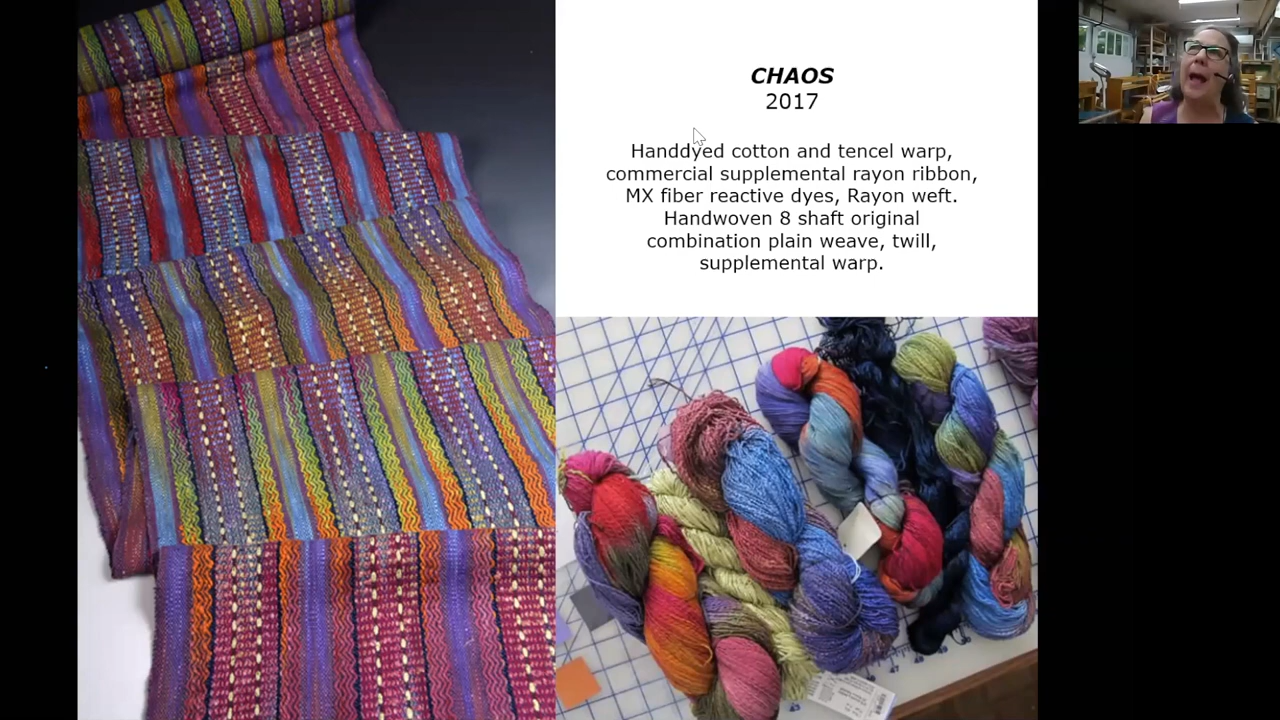 CHAOS
2017
Handdyed cotton and tencel warp,
commercial supplemental rayon ribbon,
MX fiber reactive dyes, Rayon weft.
Handwoven 8 shaft original
combination plain weave, twill,
supplemental warp.